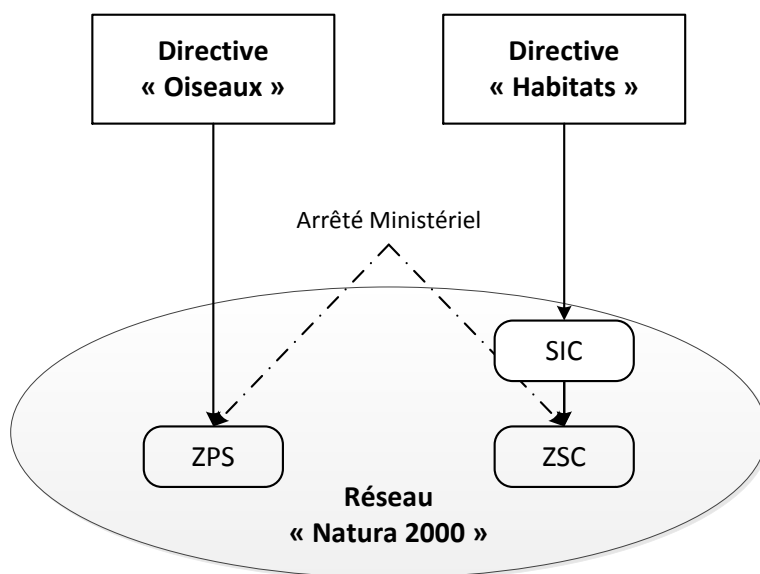 Directive
« Oiseaux »
Directive
« Habitats »
Arrêté Ministériel
SIC
ZPS
ZSC
Réseau
« Natura 2000 »